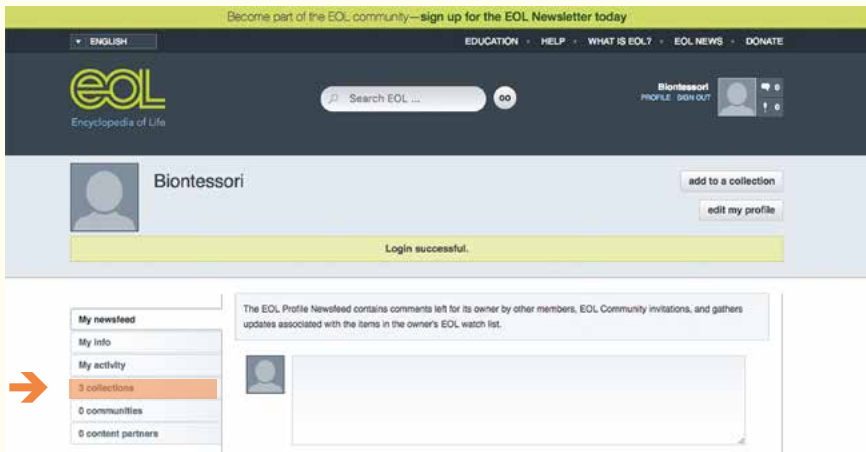 Become part of the EOL community—sign up for the EOL Newsletter today
ENGLISH
EDUCATION HELP WHAT IS EOL? EOL NEWS DONATE
eol
Encyclopedia of Life
Search EOL ...
GO
Biontessori
PROFILE SIGN OUT
0
0
Biontessori
add to a collection
edit my profile
Login successful.
My newsfeed
My info
My activity
3 collections
0 communities
0 content partners
The EOL Profile Newsfeed contains comments left for its owner by other members, EOL Community invitations, and gathers
updates associated with the items in the owner's EOL watch list.